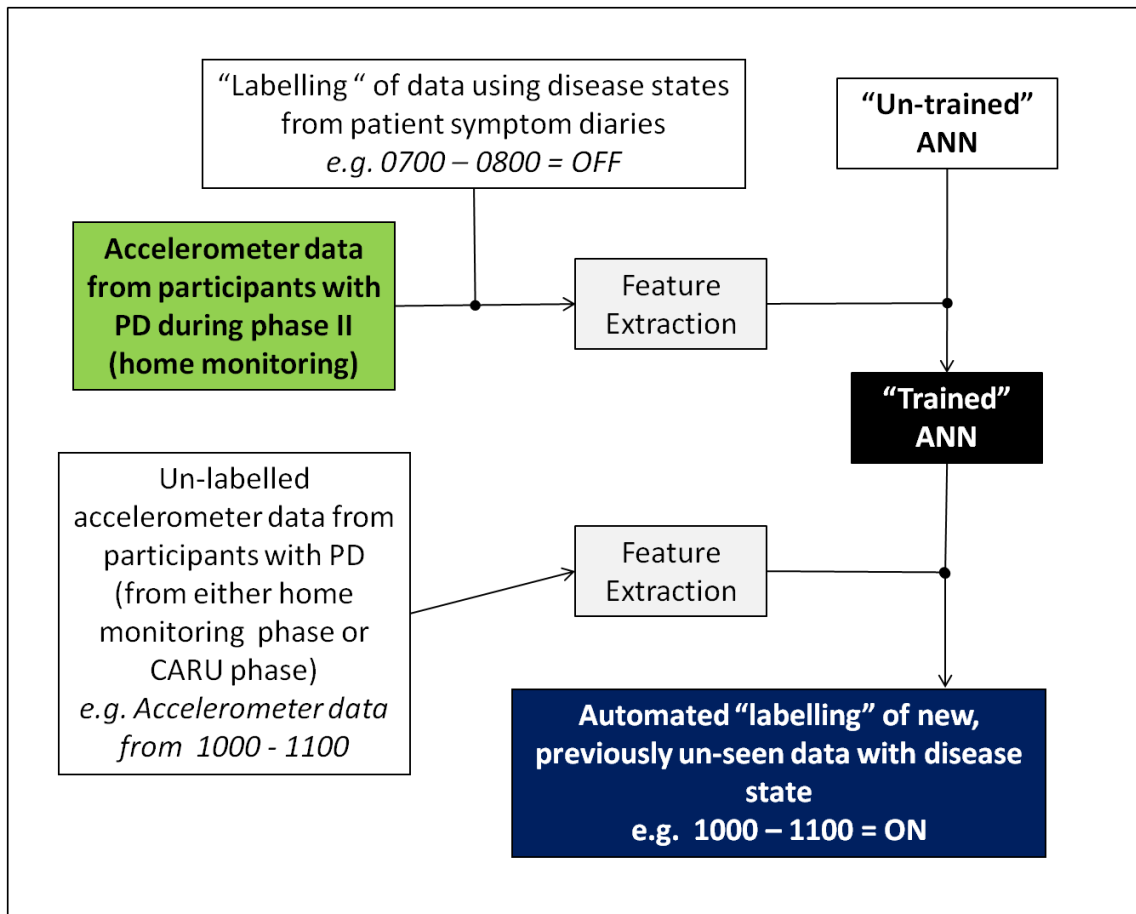 “Labelling “ of data using disease states
from patient symptom diaries
e.g. 0700 – 0800 = OFF
“Un-trained”
ANN
Accelerometer data
from participants with
PD during phase II
(home monitoring)
Feature
Extraction
“Trained”
ANN
Un-labelled
accelerometer data from
participants with PD
(from either home
monitoring phase or
CARU phase)
e.g. Accelerometer data
from 1000 - 1100
Feature
Extraction
Automated “labelling” of new,
previously un-seen data with disease
state
e.g. 1000 – 1100 = ON